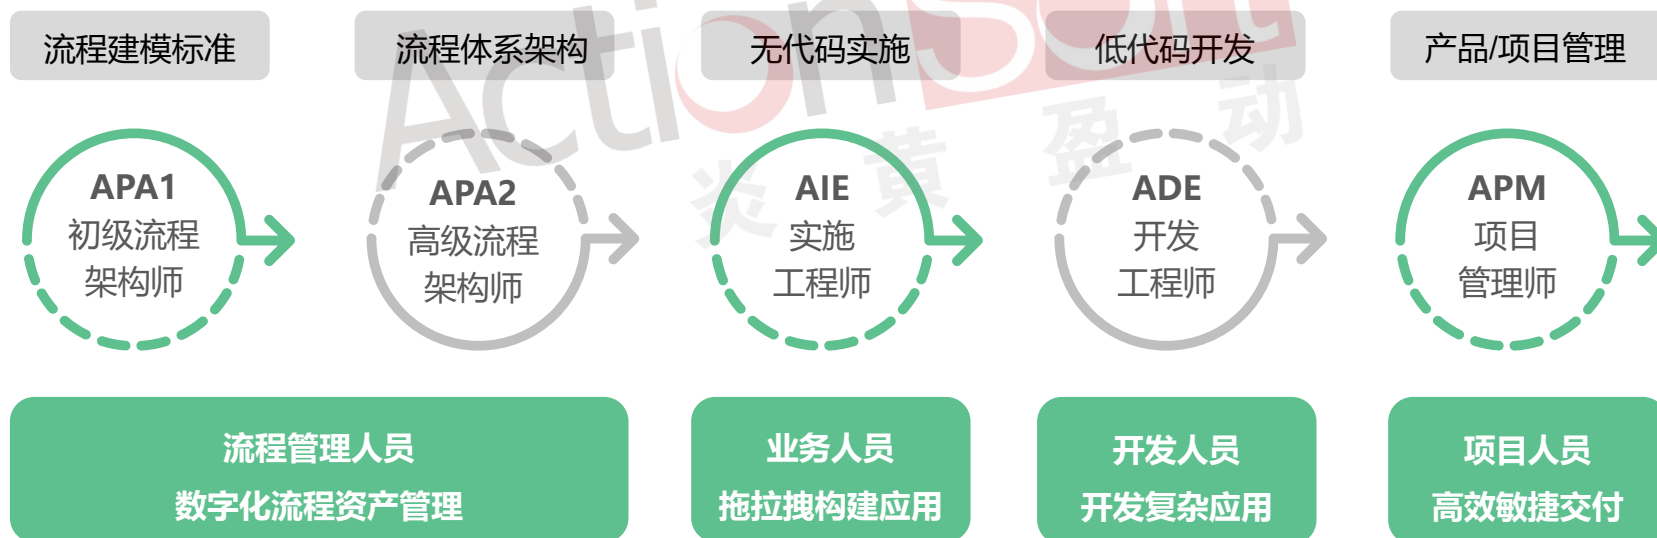 流程建模标准
流程体系架构
无代码实施
低代码开发
产品/项目管理
ActionSoft
炎黄盈动
APA1
初级流程
架构师
APA2
高级流程
架构师
AIE
实施
工程师
ADE
开发
工程师
APM
项目
管理师
流程管理人员
数字化流程资产管理
业务人员
拖拉拽构建应用
开发人员
开发复杂应用
项目人员
高效敏捷交付